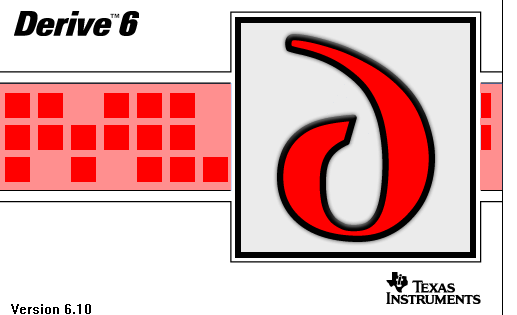 Derive™ 6
TEXAS
INSTRUMENTS
Version 6.10